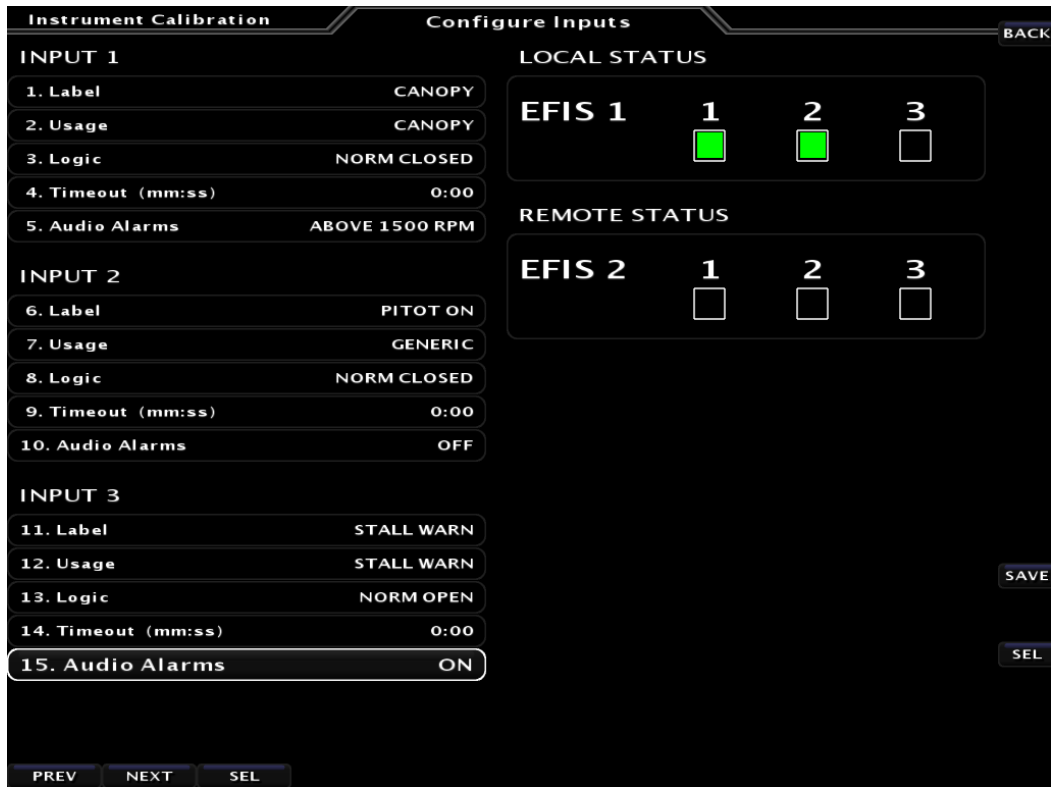 Instrument Calibration
Configure Inputs
BACK
INPUT 1
1. Label CANOPY
2. Usage CANOPY
3. Logic NORM CLOSED
4. Timeout (mm:ss) 0:00
5. Audio Alarms ABOVE 1500 RPM
INPUT 2
6. Label PITOT ON
7. Usage GENERIC
8. Logic NORM CLOSED
9. Timeout (mm:ss) 0:00
10. Audio Alarms OFF
INPUT 3
11. Label STALL WARN
12. Usage STALL WARN
13. Logic NORM OPEN
14. Timeout (mm:ss) 0:00
15. Audio Alarms ON
LOCAL STATUS
EFIS 1 1 2 3
REMOTE STATUS
EFIS 2 1 2 3
SAVE
SEL
PREV NEXT SEL